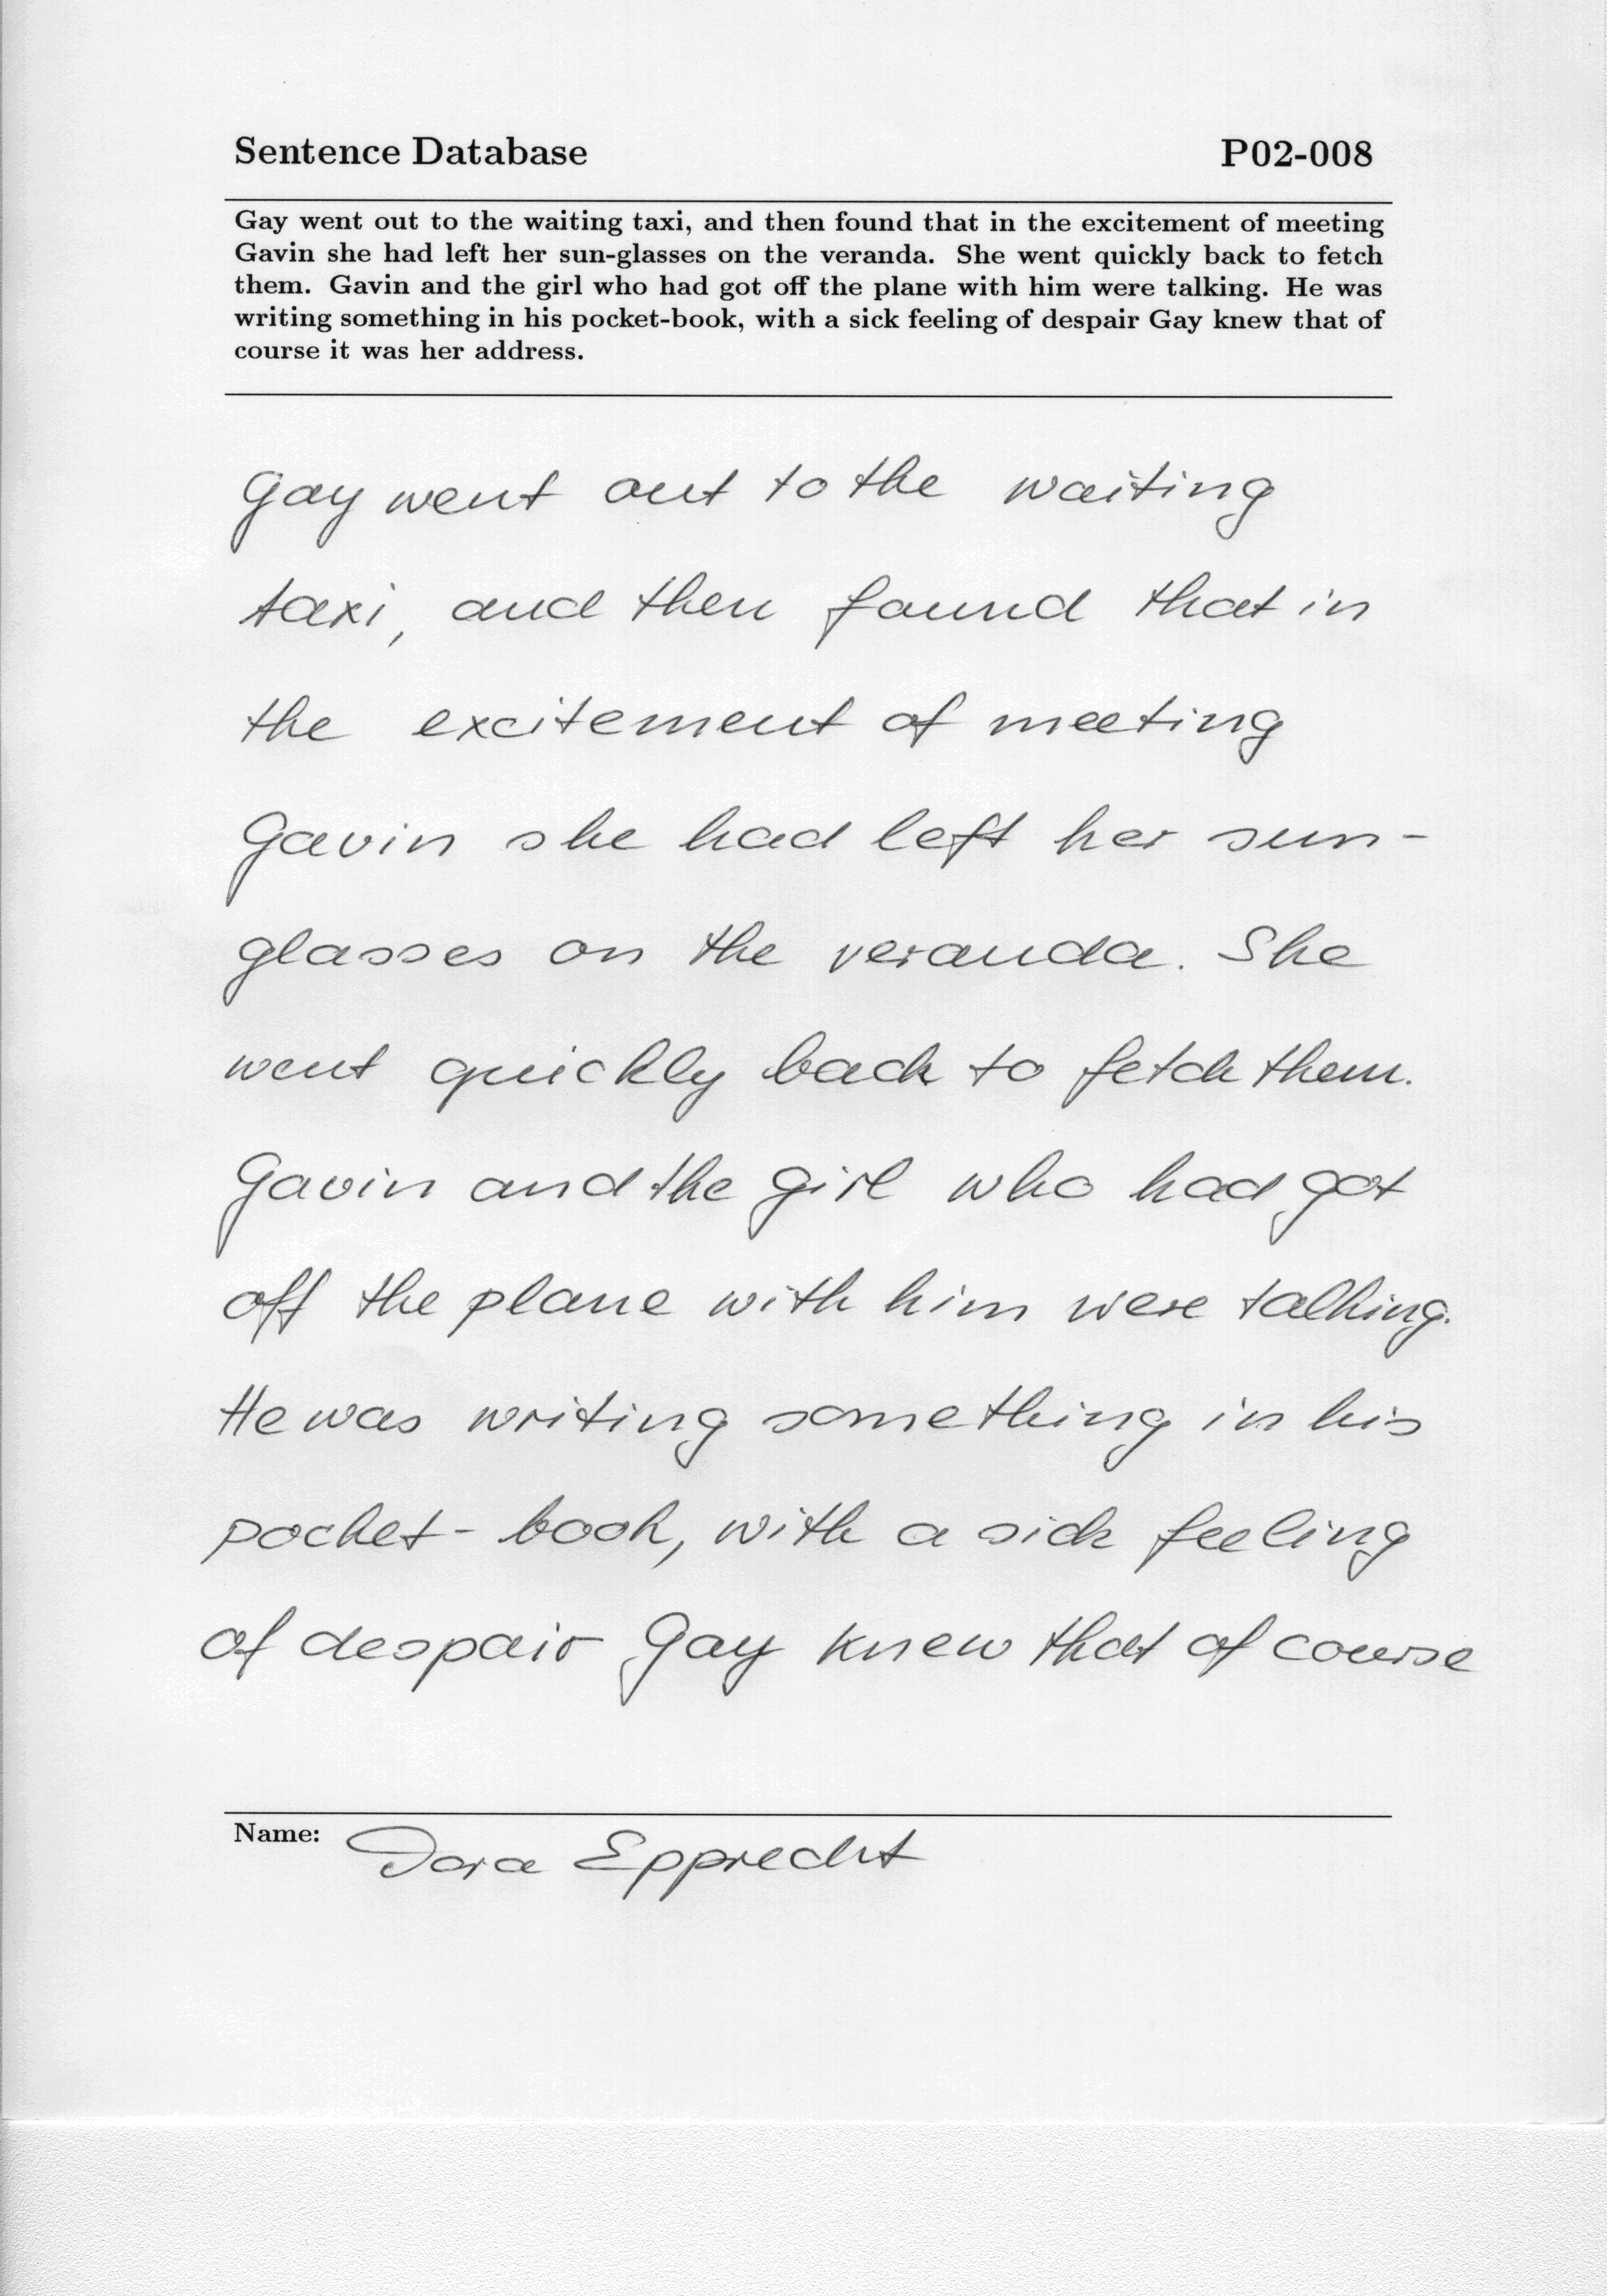 Sentence Database P02-008
Gay went out to the waiting taxi, and then found that in the excitement of meeting
Gavin she had left her sun-glasses on the veranda. She went quickly back to fetch
them. Gavin and the girl who had got off the plane with him were talking. He was
writing something in his pocket-book, with a sick feeling of despair Gay knew that of
course it was her address.
Gay went out to the waiting
taxi, and then found that in
the excitement of meeting
Gavin she had left her sun-
glasses on the veranda. She
went quickly back to fetch them.
Gavin and the girl who had got
off the plane with him were talking.
He was writing something in his
pocket-book, with a sick feeling
of despair Gay knew that of course
Name: Dora Epprecht